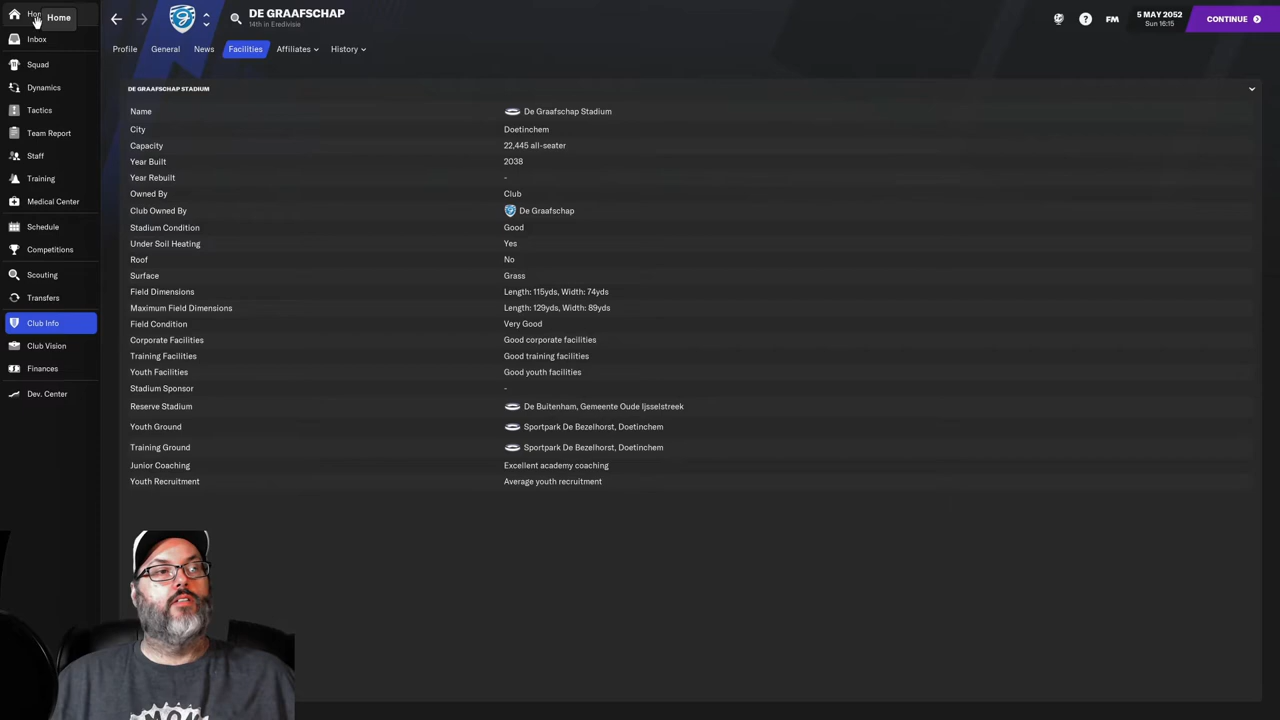 Hom
Home
DE GRAAFSCHAP
14th in Eredivisie
FM
5 MAY 2052
Sun 16:15
CONTINUE
Inbox
Squad
Dynamics
Tactics
Team Report
Staff
Training
Medical Center
Schedule
Competitions
Scouting
Transfers
Club Info
Club Vision
Finances
Dev. Center
Profile
General
News
Facilities
Affiliates
History
DE GRAAFSCHAP STADIUM
Name De Graafschap Stadium
City Doetinchem
Capacity 22,445 all-seater
Year Built 2038
Year Rebuilt -
Owned By Club
Club Owned By De Graafschap
Stadium Condition Good
Under Soil Heating Yes
Roof No
Surface Grass
Field Dimensions Length: 115yds, Width: 74yds
Maximum Field Dimensions Length: 129yds, Width: 89yds
Field Condition Very Good
Corporate Facilities Good corporate facilities
Training Facilities Good training facilities
Youth Facilities Good youth facilities
Stadium Sponsor -
Reserve Stadium De Buitenham, Gemeente Oude Ijsselstreek
Youth Ground Sportpark De Bezelhorst, Doetinchem
Training Ground Sportpark De Bezelhorst, Doetinchem
Junior Coaching Excellent academy coaching
Youth Recruitment Average youth recruitment